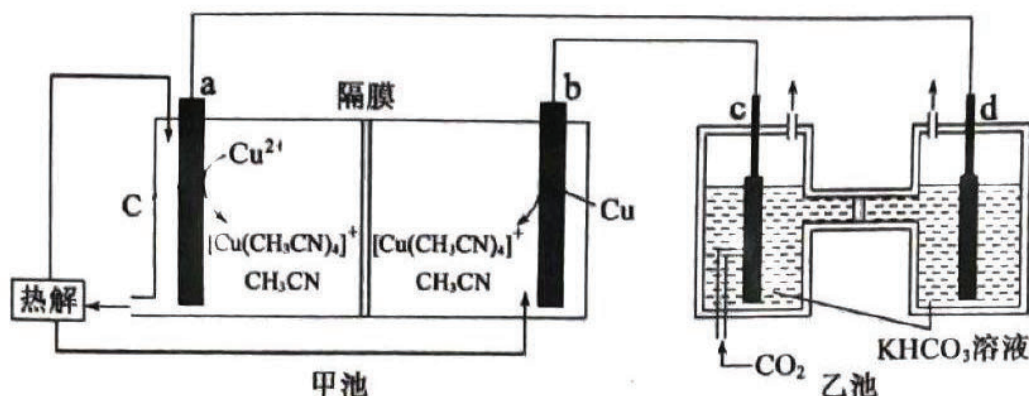 a
隔膜
b
c
d
Cu²⁺
C
Cu
[Cu(CH₃CN)₄]⁺
[Cu(CH₃CN)₄]⁺
CH₃CN
CH₃CN
热解
KHCO₃溶液
CO₂
甲池
乙池